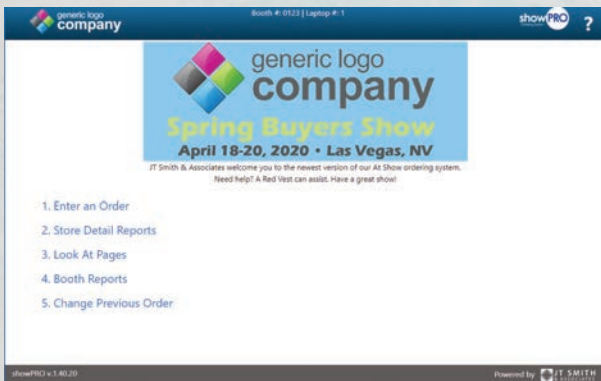 generic logo
company
Booth #: 0123 | Laptop #: 1
showPRO
?
generic logo
company
Spring Buyers Show
April 18-20, 2020 • Las Vegas, NV
JT Smith & Associates welcome you to the newest version of our At Show ordering system.
Need help? A Red Vest can assist. Have a great show!
1. Enter an Order
2. Store Detail Reports
3. Look At Pages
4. Booth Reports
5. Change Previous Order
showPRO v.1.40.20
Powered by JT SMITH
& ASSOCIATES